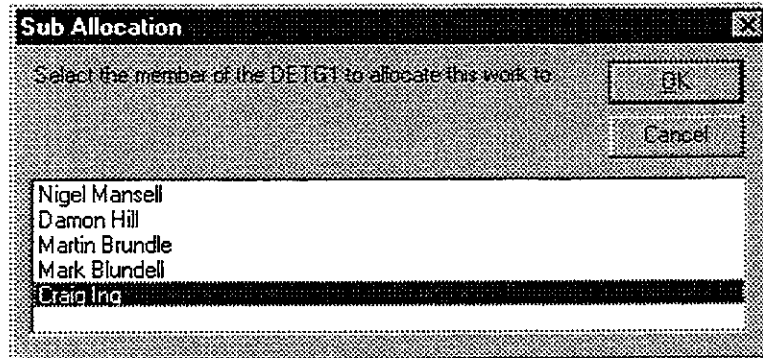 Sub Allocation
Select the member of the DETG1 to allocate this work to
OK
Cancel
Nigel Mansell
Damon Hill
Martin Brundle
Mark Blundell
Craig Ing